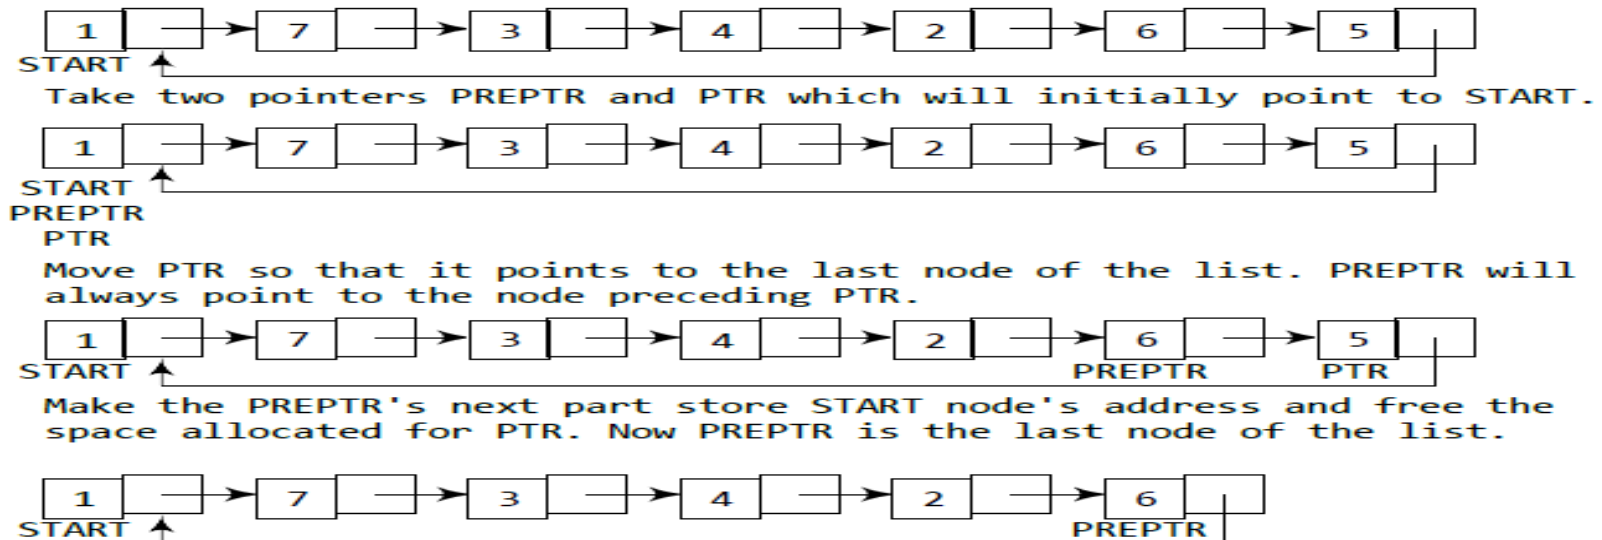 1 7 3 4 2 6 5
START
Take two pointers PREPTR and PTR which will initially point to START.
1 7 3 4 2 6 5
START
PREPTR
PTR
Move PTR so that it points to the last node of the list. PREPTR will
always point to the node preceding PTR.
1 7 3 4 2 6 5
START PREPTR PTR
Make the PREPTR's next part store START node's address and free the
space allocated for PTR. Now PREPTR is the last node of the list.
1 7 3 4 2 6
START PREPTR